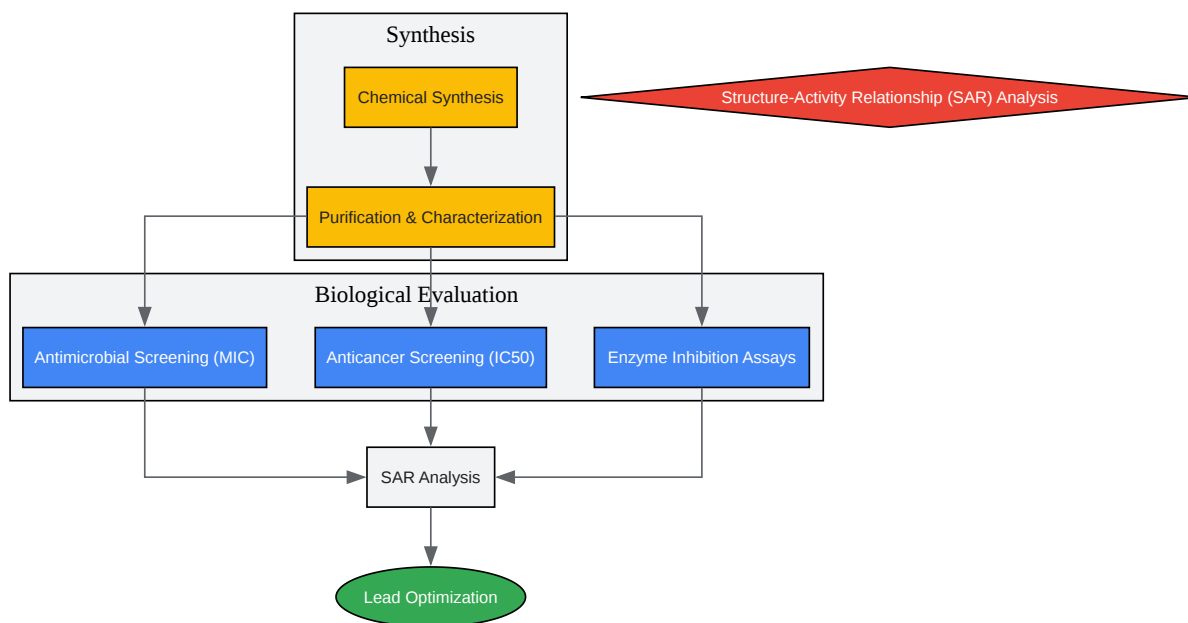 Synthesis
Chemical Synthesis
Structure-Activity Relationship (SAR) Analysis
Purification & Characterization
Biological Evaluation
Antimicrobial Screening (MIC)
Anticancer Screening (IC50)
Enzyme Inhibition Assays
SAR Analysis
Lead Optimization